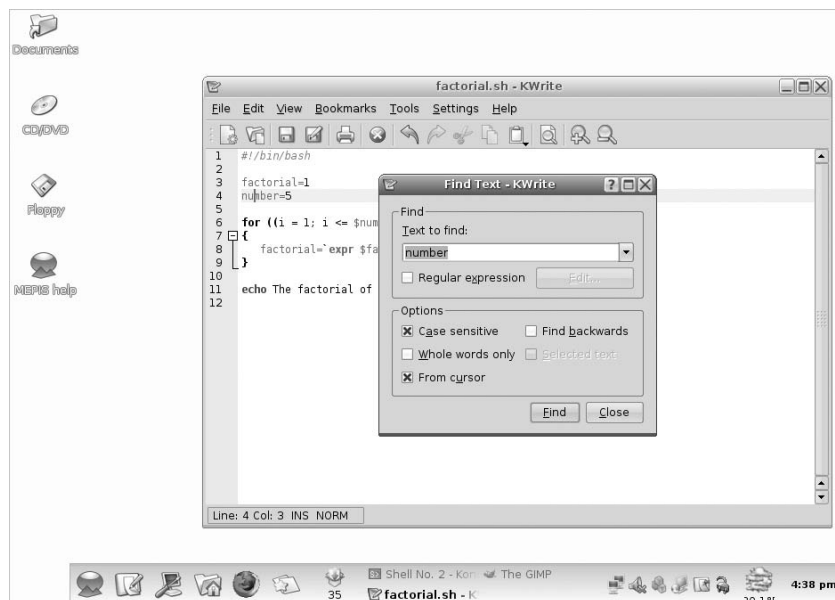 Documents
CD/DVD
Floppy
MEPIS help
factorial.sh - KWrite
File Edit View Bookmarks Tools Settings Help
1 #!/bin/bash
2
3 factorial=1
4 number=5
5
6 for ((i = 1; i <= $num
7 {
8 factorial=`expr $fa
9 }
10
11 echo The factorial of
12
Find Text - KWrite
Find
Text to find:
number
Regular expression Edit...
Options
Case sensitive Find backwards
Whole words only Selected text
From cursor
Find Close
Line: 4 Col: 3 INS NORM
35
Shell No. 2 - Kon
The GIMP
factorial.sh - K
4:38 pm